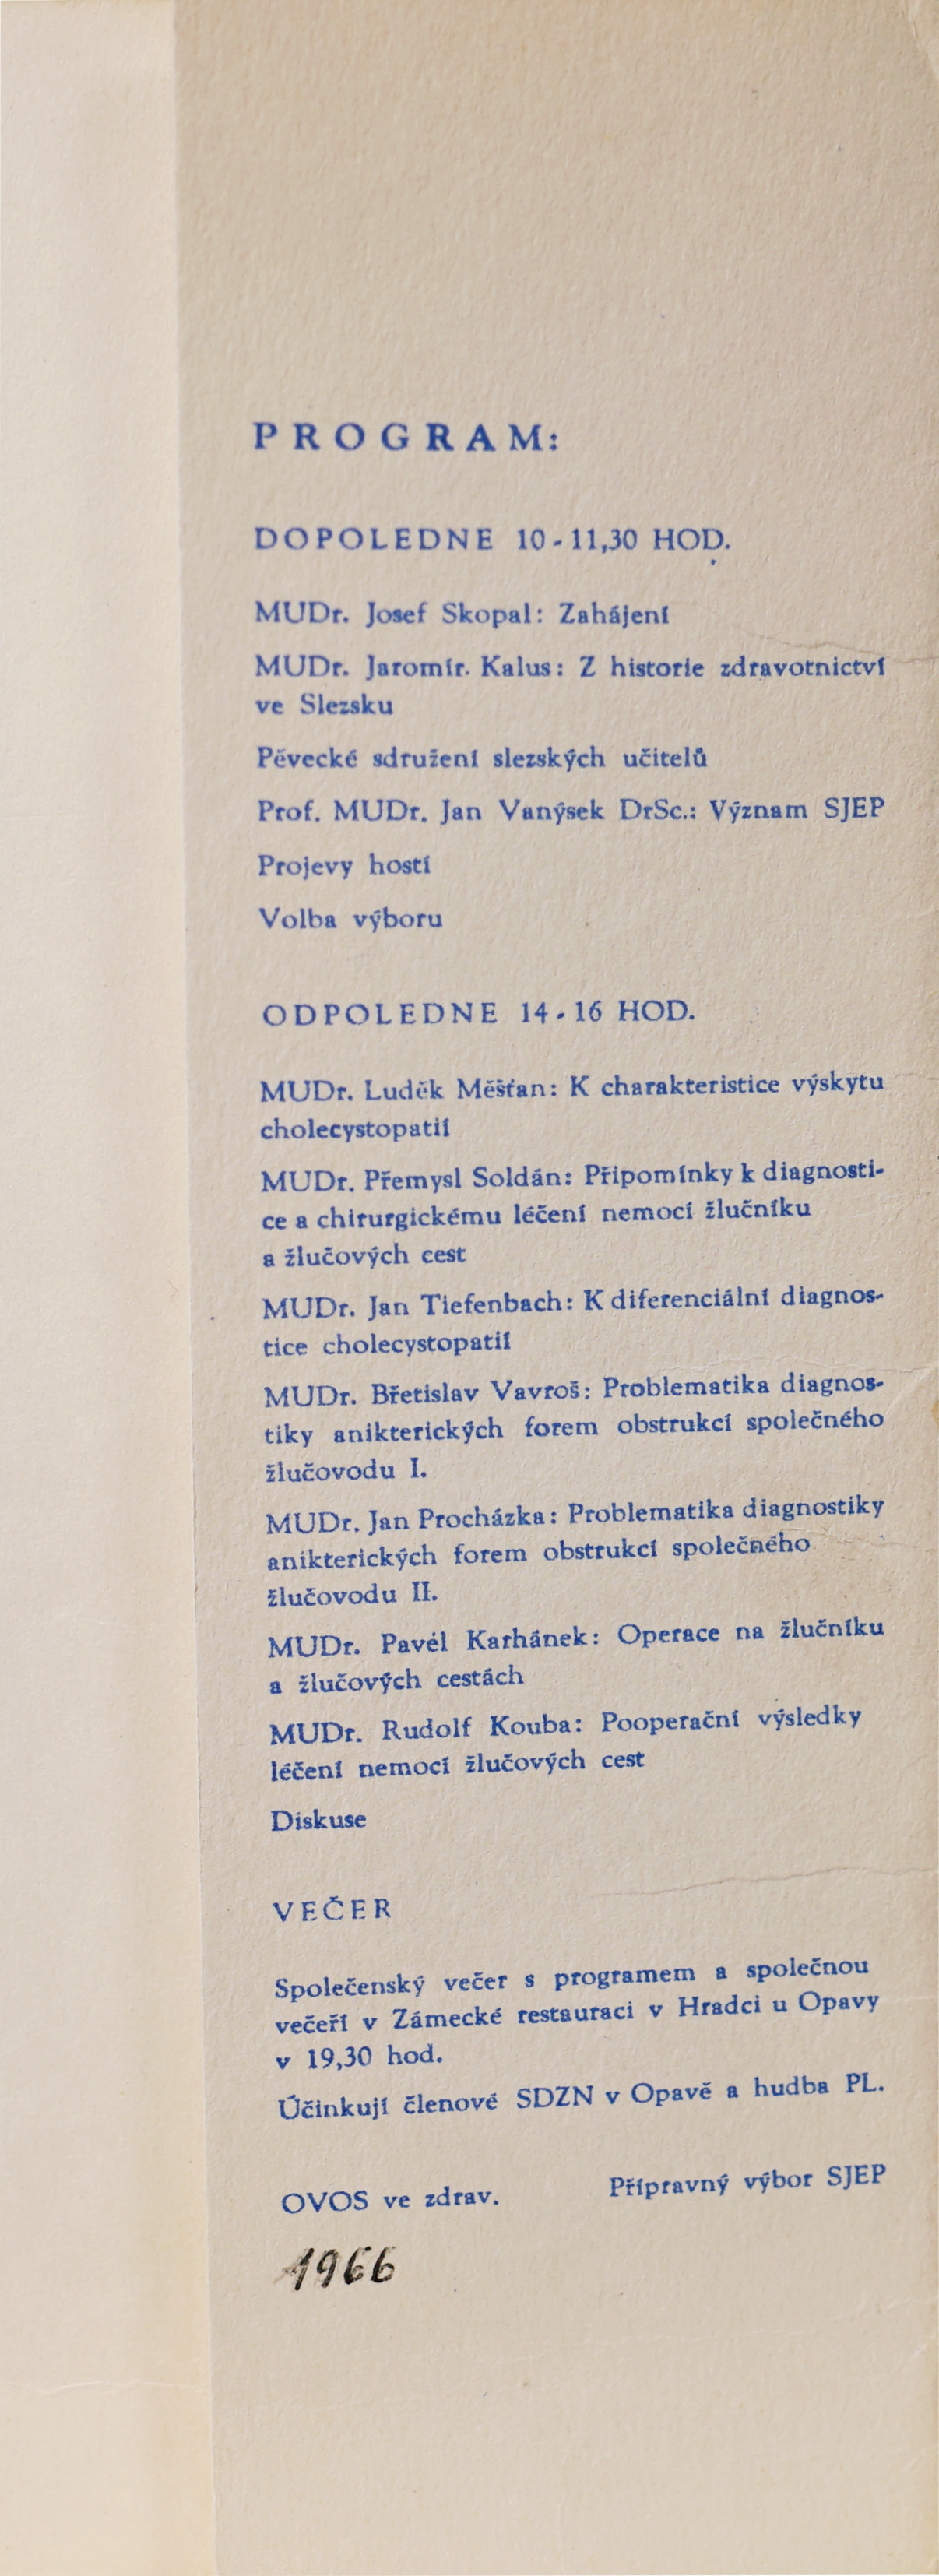 PROGRAM:
DOPOLEDNE 10-11,30 HOD.
MUDr. Josef Skopal: Zahájení
MUDr. Jaromír. Kalus: Z historie zdravotnictví
ve Slezsku
Pěvecké sdružení slezských učitelů
Prof. MUDr. Jan Vanýsek DrSc.: Význam SJEP
Projevy hostí
Volba výboru
ODPOLEDNE 14-16 HOD.
MUDr. Luděk Měšťan: K charakteristice výskytu
cholecystopatií
MUDr. Přemysl Soldán: Připomínky k diagnosti-
ce a chirurgickému léčení nemocí žlučníku
a žlučových cest
MUDr. Jan Tiefenbach: K diferenciální diagnos-
tice cholecystopatií
MUDr. Břetislav Vavroš: Problematika diagnos-
tiky anikterických forem obstrukcí společného
žlučovodu I.
MUDr. Jan Procházka: Problematika diagnostiky
anikterických forem obstrukcí společného
žlučovodu II.
MUDr. Pavél Karhánek: Operace na žlučníku
a žlučových cestách
MUDr. Rudolf Kouba: Pooperační výsledky
léčení nemocí žlučových cest
Diskuse
VEČER
Společenský večer s programem a společnou
večeří v Zámecké restauraci v Hradci u Opavy
v 19,30 hod.
Účinkují členové SDZN v Opavě a hudba PL.
OVOS ve zdrav. Přípravný výbor SJEP
1966